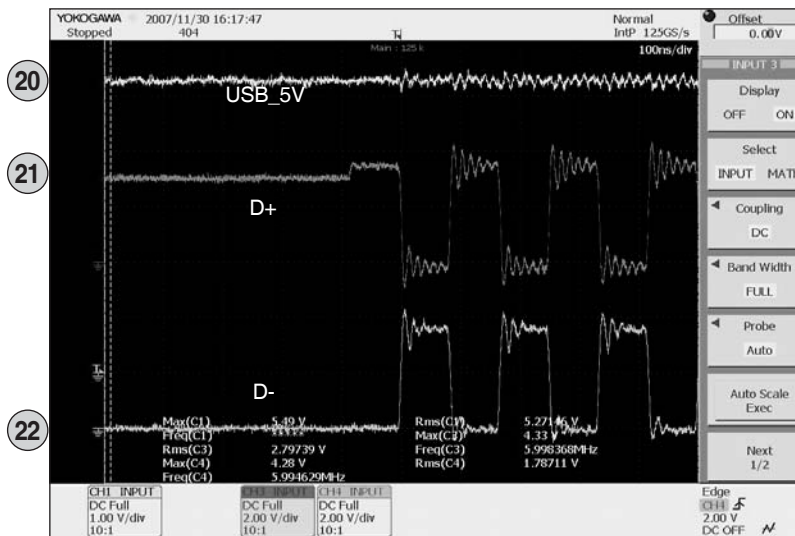 YOKOGAWA 2007/11/30 16:17:47
Stopped 404
Normal
IntP 125GS/s
Main : 125 k
100ns/div
Offset
0.00V
INPUT 3
Display
OFF ON
Select
INPUT MATH
Coupling
DC
Band Width
FULL
Probe
Auto
Auto Scale
Exec
Next
1/2
20
USB_5V
21
D+
D-
22
Max(C1) 5.49 V
Freq(C1) *****
Rms(C3) 2.79739 V
Max(C4) 4.28 V
Freq(C4) 5.994629MHz
Rms(C1) 5.27146 V
Max(C3) 4.33 V
Freq(C3) 5.998368MHz
Rms(C4) 1.78711 V
CH1 INPUT
DC Full
1.00 V/div
10:1
CH3 INPUT
DC Full
2.00 V/div
10:1
CH4 INPUT
DC Full
2.00 V/div
10:1
Edge
CH4
2.00 V
DC OFF